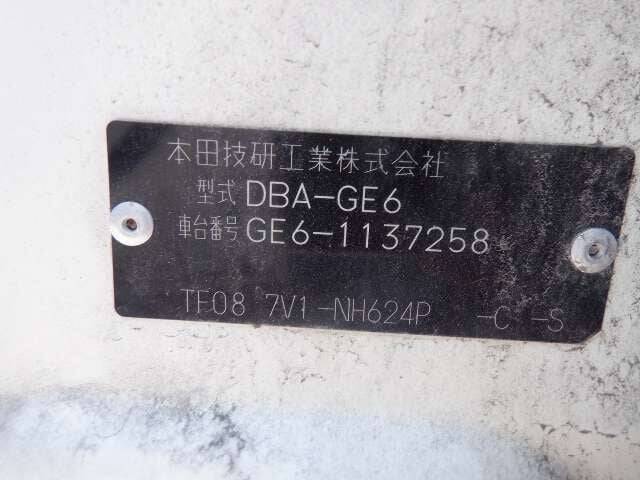 本田技研工業株式会社
型式 DBA-GE6
車台番号 GE6-1137258
TF08 7V1-NH624P -C -S